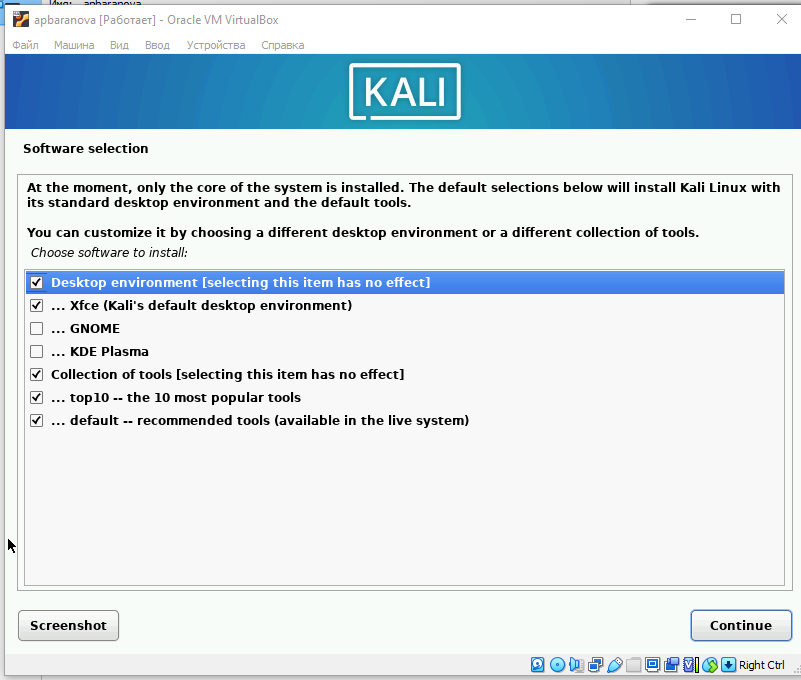 Имя: apbaranova
apbaranova [Работает] - Oracle VM VirtualBox
Файл Машина Вид Ввод Устройства Справка
KALI
Software selection
At the moment, only the core of the system is installed. The default selections below will install Kali Linux with
its standard desktop environment and the default tools.
You can customize it by choosing a different desktop environment or a different collection of tools.
Choose software to install:
Desktop environment [selecting this item has no effect]
... Xfce (Kali's default desktop environment)
... GNOME
... KDE Plasma
Collection of tools [selecting this item has no effect]
... top10 -- the 10 most popular tools
... default -- recommended tools (available in the live system)
Screenshot
Continue
Right Ctrl